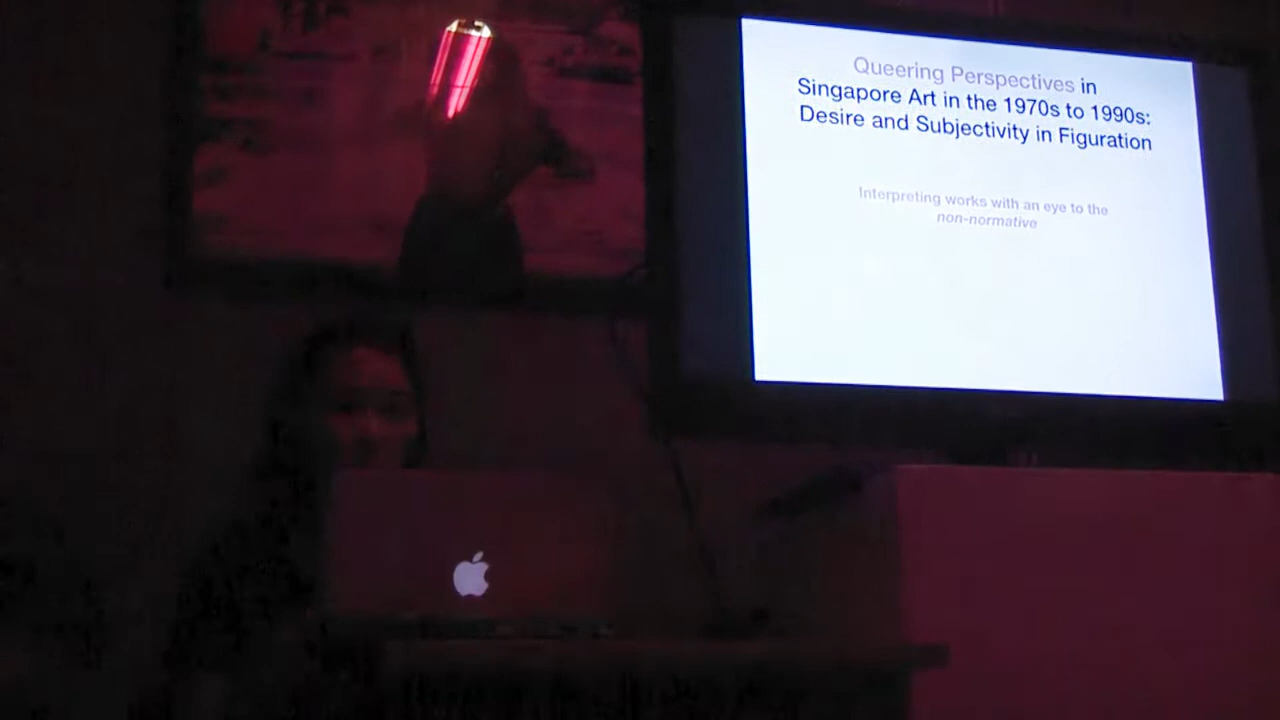 Queering Perspectives in
Singapore Art in the 1970s to 1990s:
Desire and Subjectivity in Figuration
Interpreting works with an eye to the
non-normative